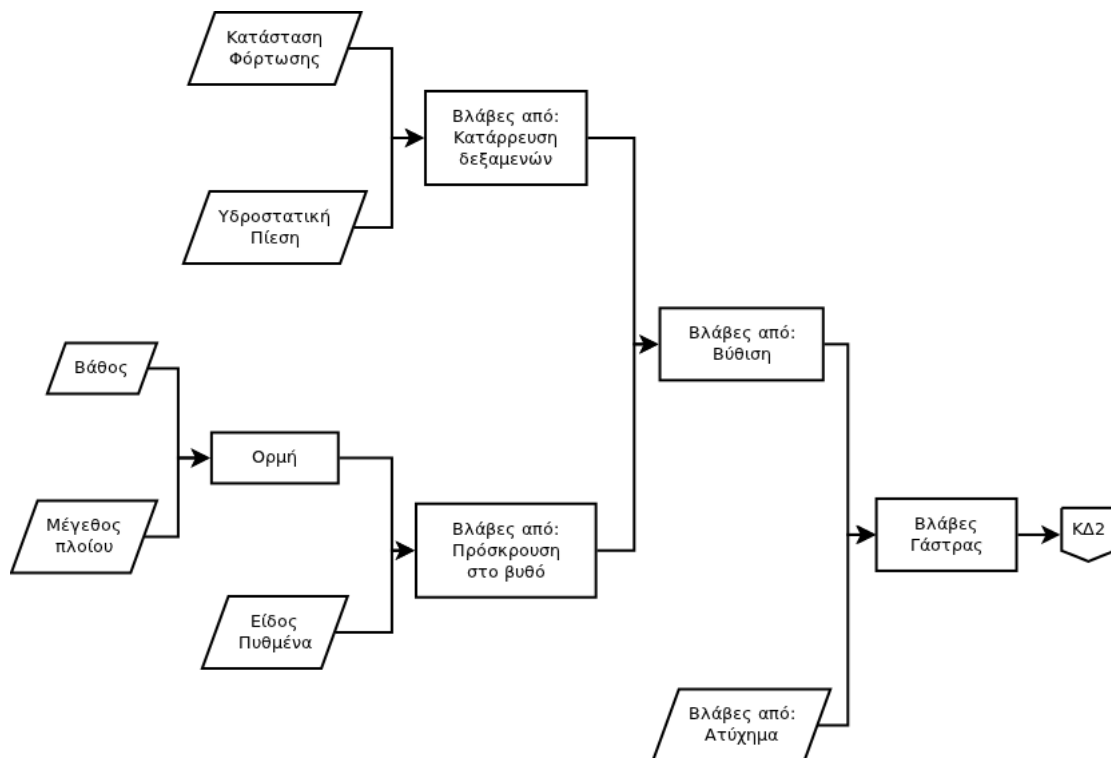 Κατάσταση
Φόρτωσης
Βλάβες από:
Κατάρρευση
δεξαμενών
Υδροστατική
Πίεση
Βλάβες από:
Βύθιση
Βάθος
Ορμή
Μέγεθος
πλοίου
Βλάβες από:
Πρόσκρουση
στο βυθό
Βλάβες
Γάστρας
ΚΔ2
Είδος
Πυθμένα
Βλάβες από:
Ατύχημα